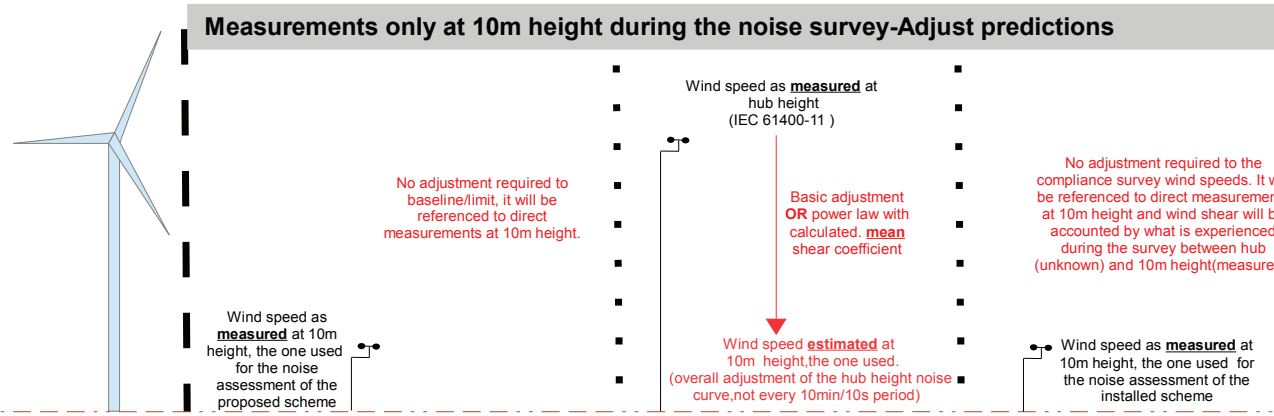 Measurements only at 10m height during the noise survey-Adjust predictions
No adjustment required to
baseline/limit, it will be
referenced to direct
measurements at 10m height.
Wind speed as
measured at 10m
height, the one used
for the noise
assessment of the
proposed scheme
Wind speed as measured at
hub height
(IEC 61400-11 )
Basic adjustment
OR power law with
calculated. mean
shear coefficient
Wind speed estimated at
10m height,the one used.
(overall adjustment of the hub height noise
curve,not every 10min/10s period)
No adjustment required to the
compliance survey wind speeds. It
be referenced to direct
at 10m height and wind shear will
accounted by what is experienced
during the survey between hub
(unknown) and 10m
Wind speed as measured at
10m height, the one used for
the noise assessment of the
installed scheme